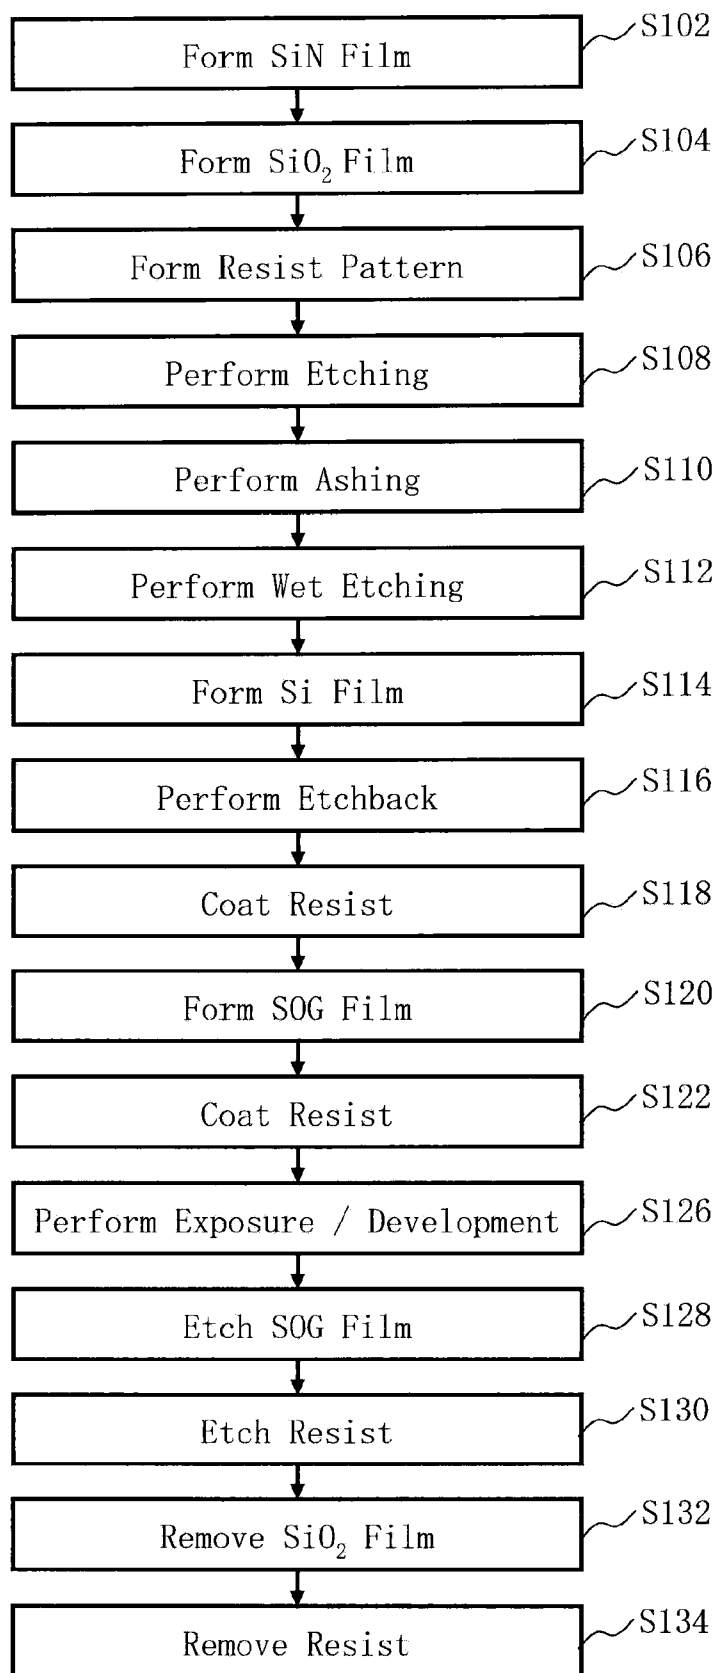 Form SiN Film S102
Form SiO₂ Film S104
Form Resist Pattern S106
Perform Etching S108
Perform Ashing S110
Perform Wet Etching S112
Form Si Film S114
Perform Etchback S116
Coat Resist S118
Form SOG Film S120
Coat Resist S122
Perform Exposure / Development S126
Etch SOG Film S128
Etch Resist S130
Remove SiO₂ Film S132
Remove Resist S134